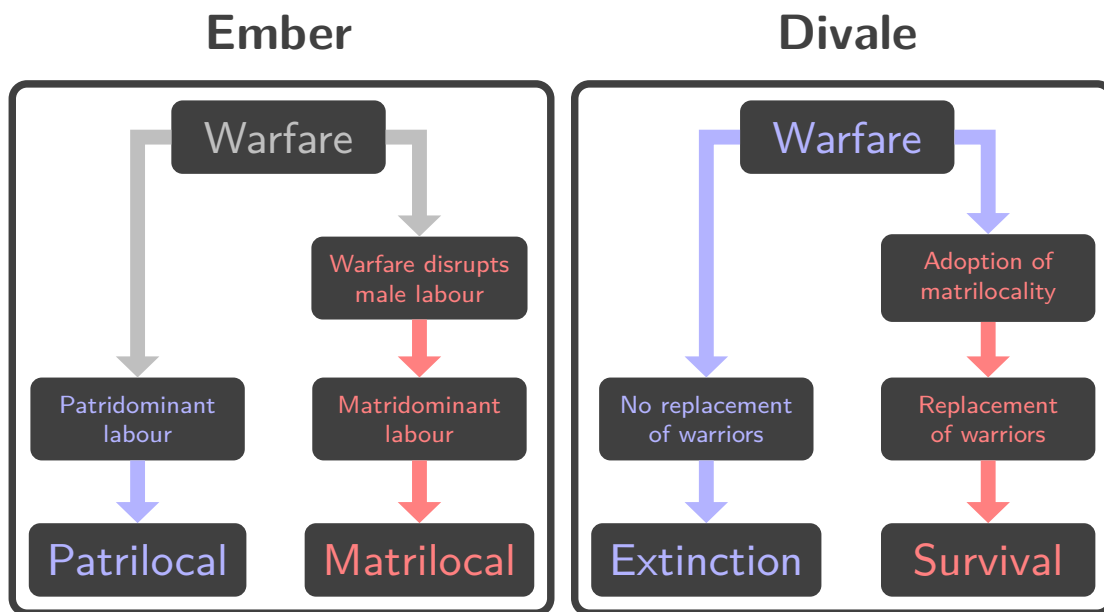 Ember
Warfare
Warfare disrupts
male labour
Patridominant
labour
Matridominant
labour
Patrilocal
Matrilocal
Divale
Warfare
Adoption of
matrilocality
No replacement
of warriors
Replacement
of warriors
Extinction
Survival